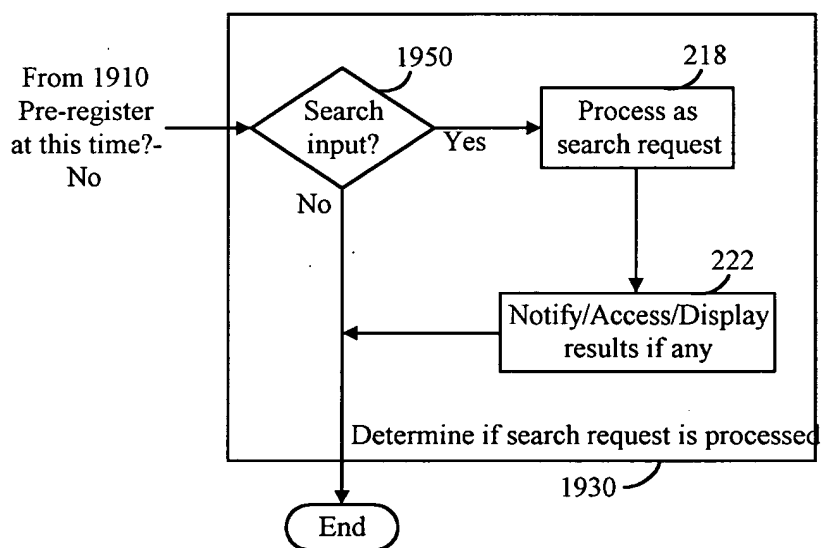 From 1910
Pre-register
at this time?-
No
1950
Search
input?
Yes
No
218
Process as
search request
222
Notify/Access/Display
results if any
Determine if search request is processed
1930
End